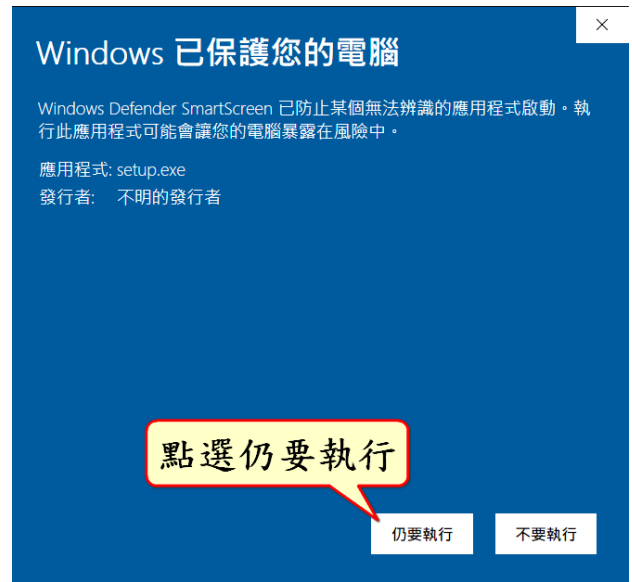 Windows 已保護您的電腦
Windows Defender SmartScreen 已防止某個無法辨識的應用程式啟動。執
行此應用程式可能會讓您的電腦暴露在風險中。
應用程式: setup.exe
發行者: 不明的發行者
點選仍要執行
仍要執行 不要執行